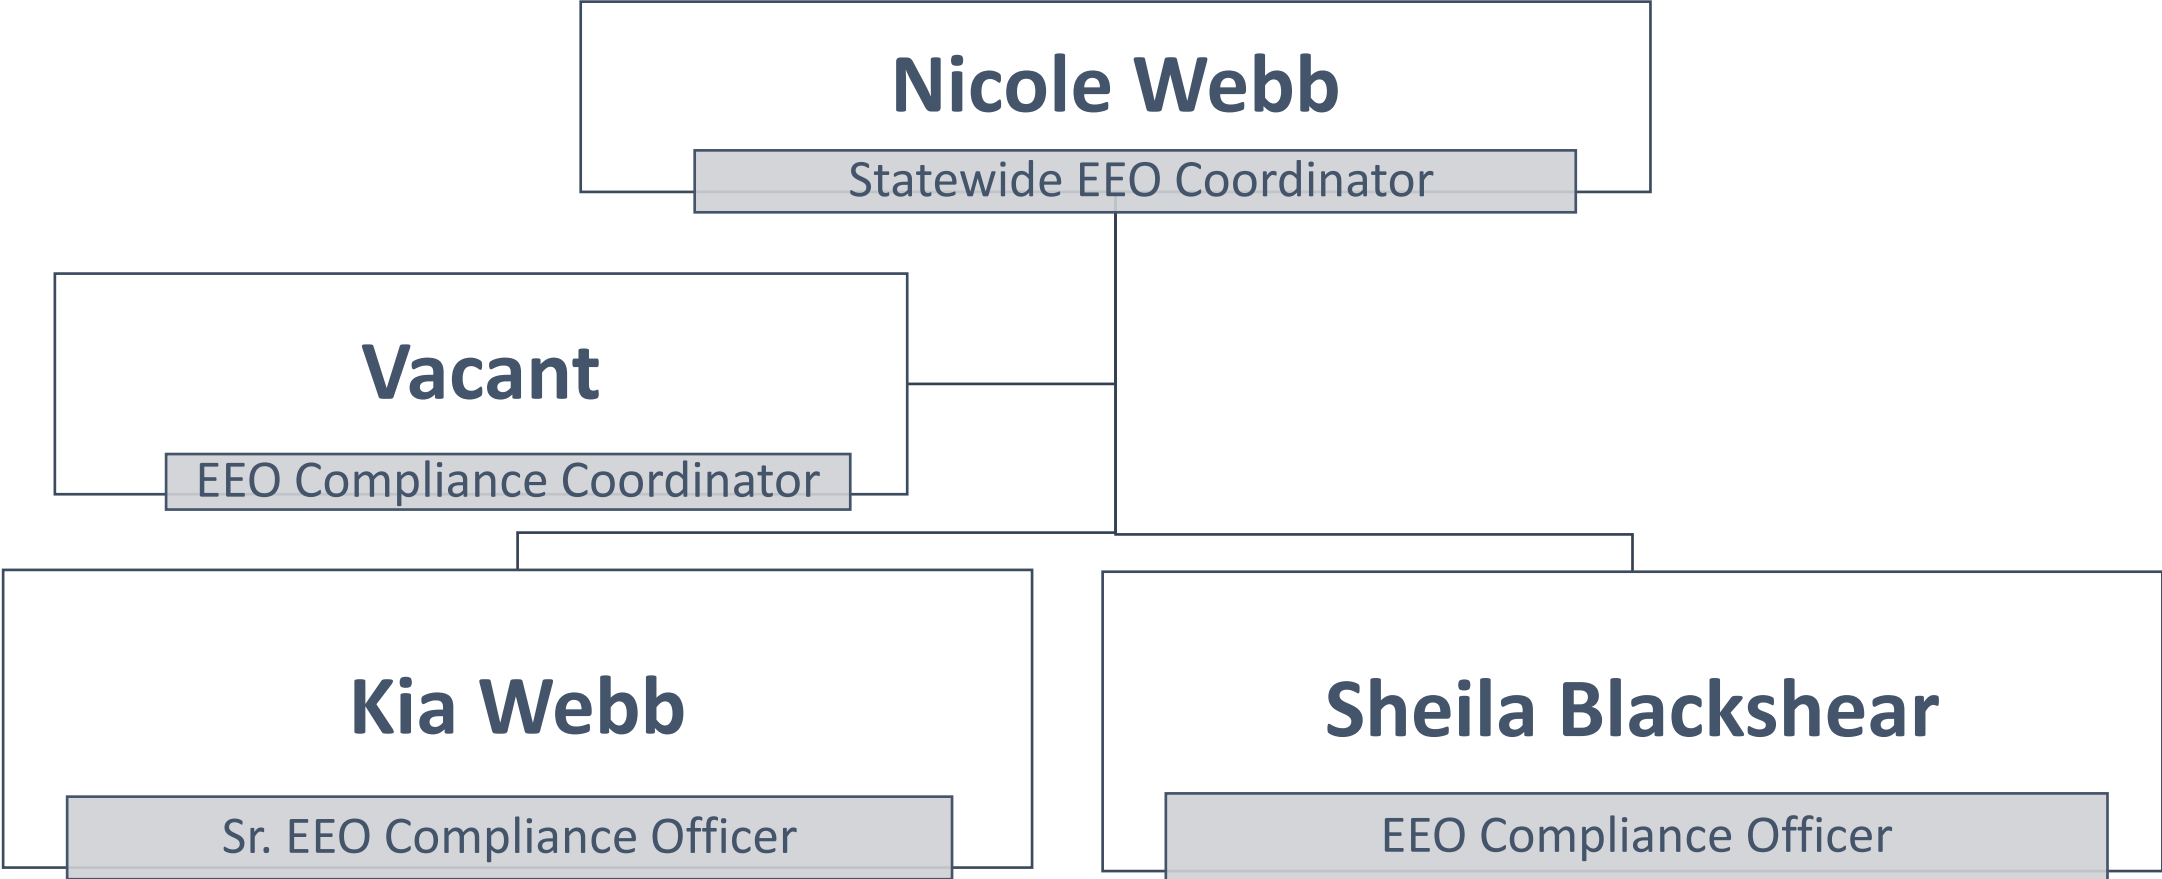 Nicole Webb
Statewide EEO Coordinator
Vacant
EEO Compliance Coordinator
Kia Webb
Sr. EEO Compliance Officer
Sheila Blackshear
EEO Compliance Officer